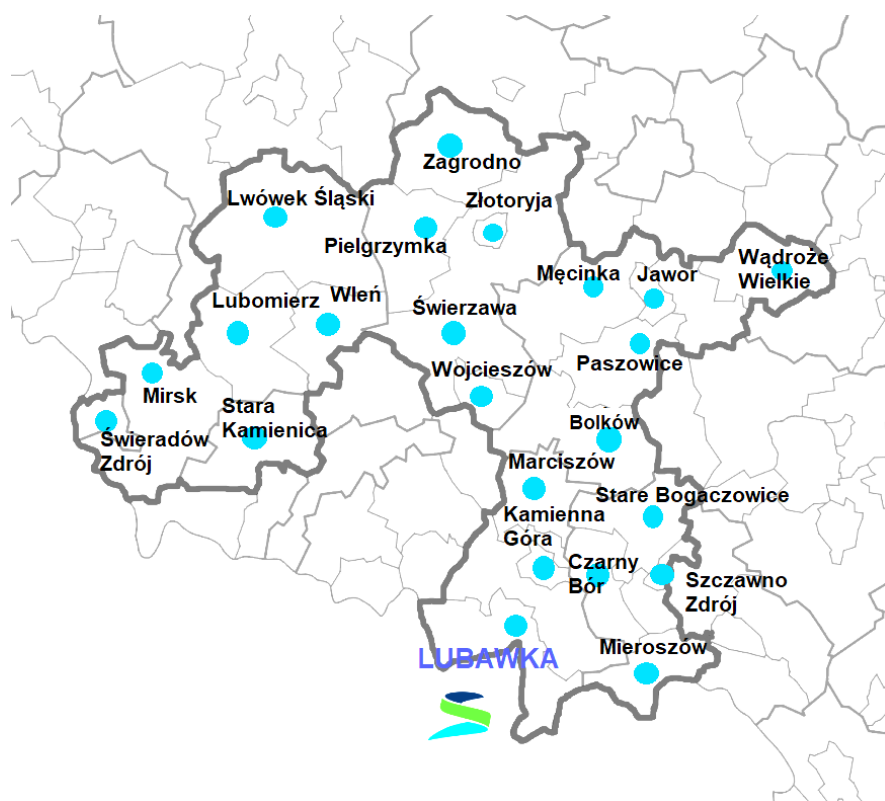 Zagrodno
Lwówek Śląski
Złotoryja
Pielgrzymka
Wądroże
Wielkie
Męcinka
Jawor
Lubomierz
Wleń
Świerzawa
Wojcieszów
Paszowice
Mirsk
Stara
Kamienica
Świeradów
Zdrój
Bolków
Marciszów
Stare Bogaczowice
Kamienna
Góra
Czarny
Bór
Szczawno
Zdrój
Mieroszów
LUBAWKA